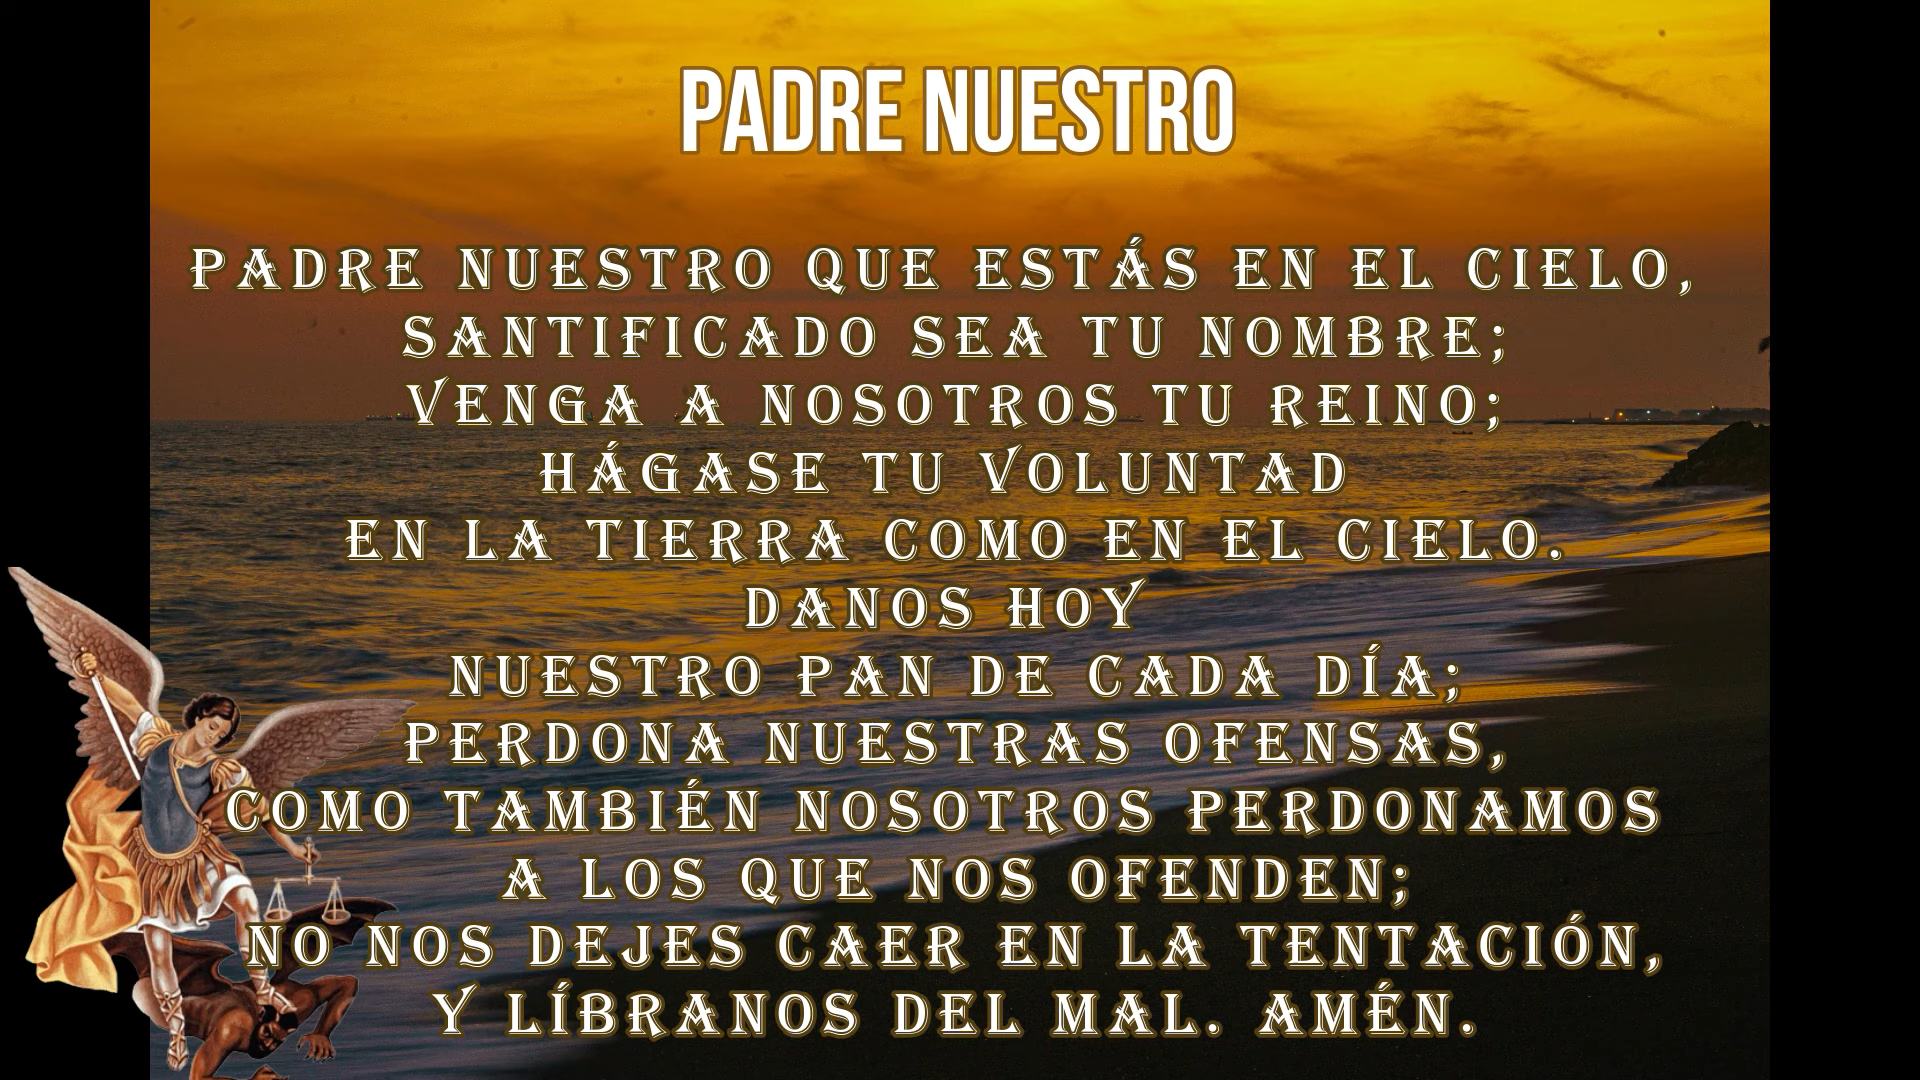 PADRE NUESTRO
PADRE NUESTRO QUE ESTÁS EN EL CIELO,
SANTIFICADO SEA TU NOMBRE;
VENGA A NOSOTROS TU REINO;
HÁGASE TU VOLUNTAD
EN LA TIERRA COMO EN EL CIELO.
DANOS HOY
NUESTRO PAN DE CADA DÍA;
PERDONA NUESTRAS OFENSAS,
COMO TAMBIÉN NOSOTROS PERDONAMOS
A LOS QUE NOS OFENDEN;
NO NOS DEJES CAER EN LA TENTACIÓN,
Y LÍBRANOS DEL MAL. AMÉN.